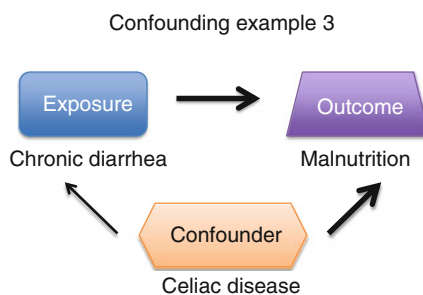 Confounding example 3
Exposure
Outcome
Chronic diarrhea
Malnutrition
Confounder
Celiac disease